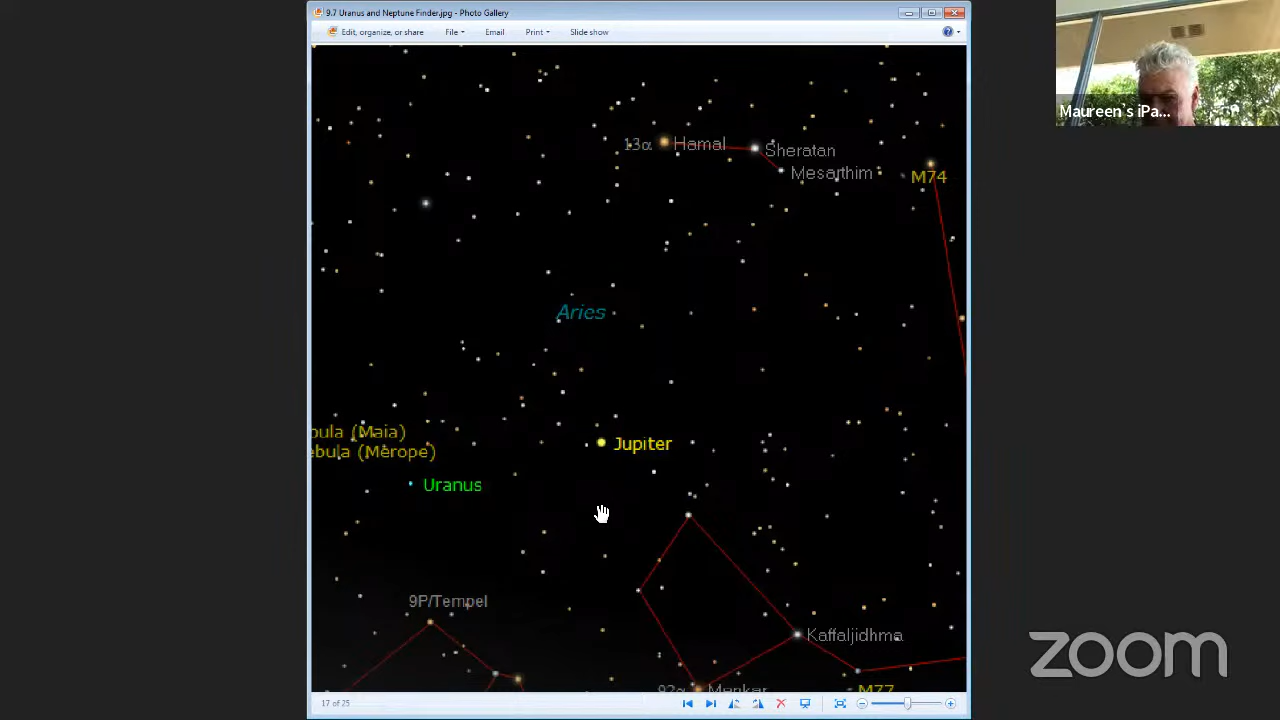 9.7 Uranus and Neptune Finder.jpg - Photo Gallery
Edit, organize, or share File Email Print Slide show
Maureen's iPa...
13α Hamal
Sheratan
Mesarthim
M74
Aries
bula (Maia)
ebula (Merope)
Jupiter
Uranus
9P/Tempel
Kaffaljidhma
92α Menkar
M77
zoom
17 of 25